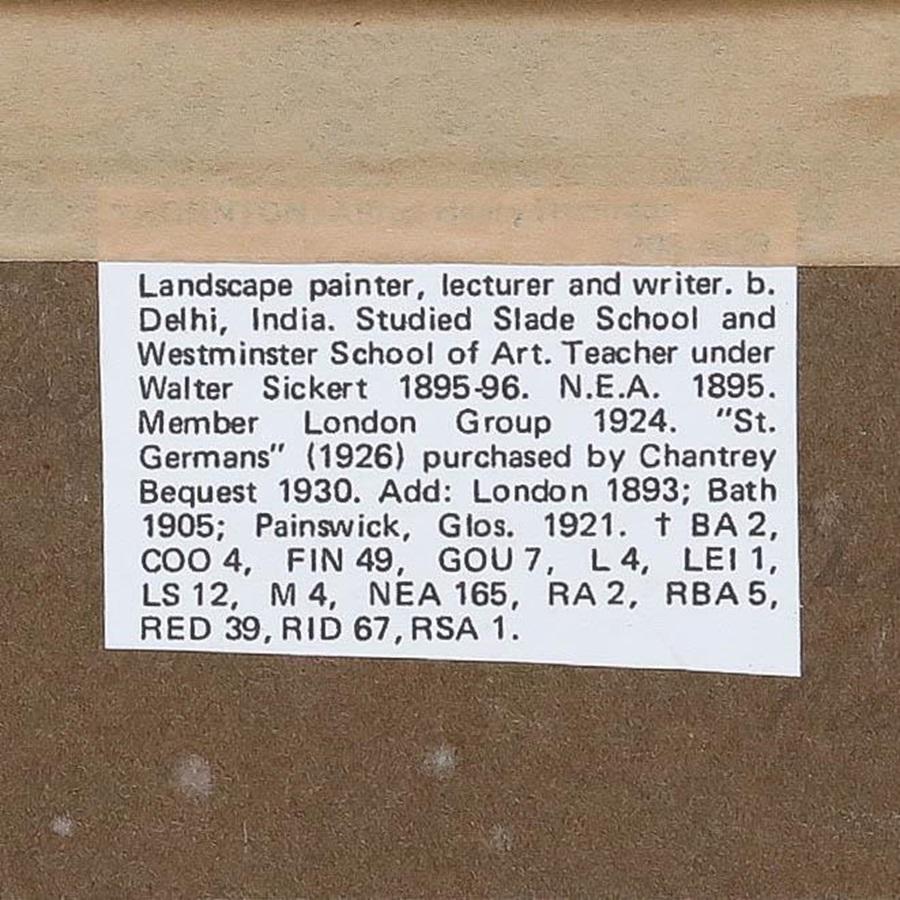 Landscape painter, lecturer and writer. b.
Delhi, India. Studied Slade School and
Westminster School of Art. Teacher under
Walter Sickert 1895-96. N.E.A. 1895.
Member London Group 1924. "St.
Germans" (1926) purchased by Chantrey
Bequest 1930. Add: London 1893; Bath
1905; Painswick, Glos. 1921. † BA 2,
COO 4, FIN 49, GOU 7, L 4, LEI 1,
LS 12, M 4, NEA 165, RA 2, RBA 5,
RED 39, RID 67, RSA 1.